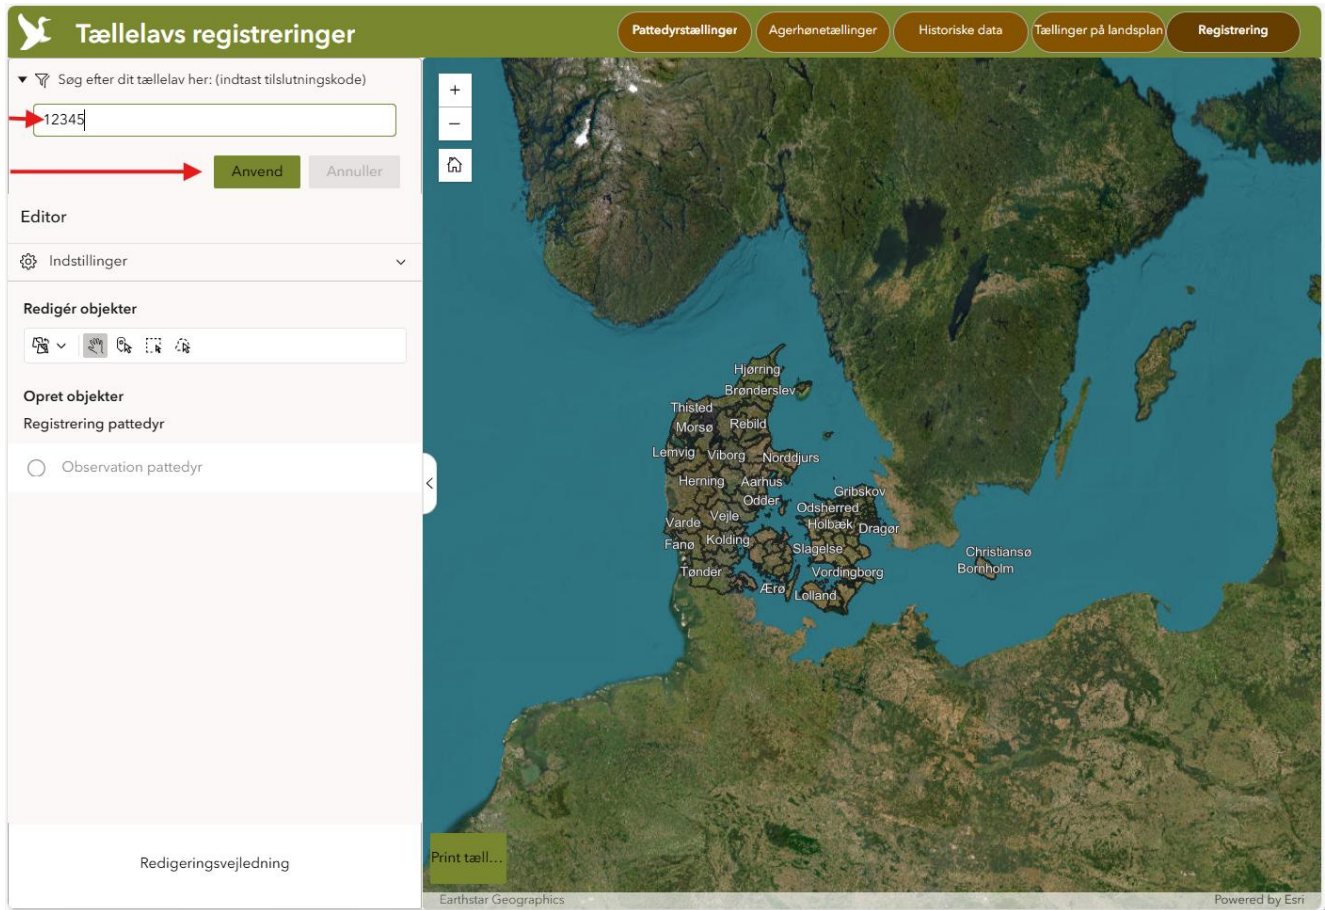 Tællelavs registreringer
Pattedyrstællinger
Agerhønetællinger
Historiske data
Tællinger på landsplan
Registrering
Søg efter dit tællelav her: (indtast tilslutningskode)
12345
Anvend
Annuller
Editor
Indstillinger
Redigér objekter
Opret objekter
Registrering pattedyr
Observation pattedyr
Redigeringsvejledning
+
−
Hjørring
Brønderslev
Thisted
Morsø
Rebild
Lemvig
Viborg
Norddjurs
Herning
Aarhus
Gribskov
Odder
Odsherred
Vejle
Holbæk
Varde
Dragør
Fanø
Kolding
Slagelse
Christiansø
Tønder
Vordingborg
Bornholm
Ærø
Lolland
Print tæll...
Earthstar Geographics
Powered by Esri